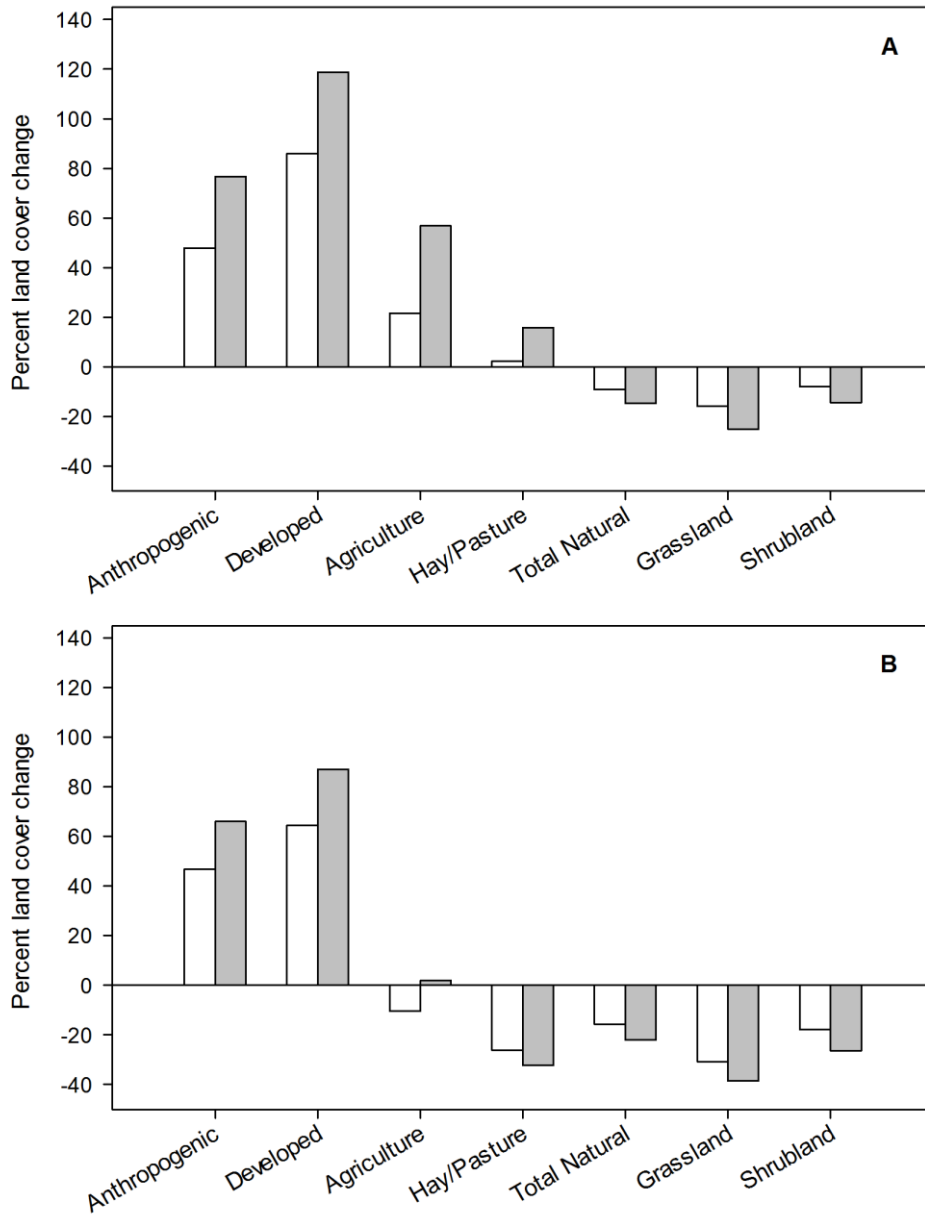 A
Percent land cover change
140
120
100
80
60
40
20
0
-20
-40
Anthropogenic
Developed
Agriculture
Hay/Pasture
Total Natural
Grassland
Shrubland
B
Percent land cover change
140
120
100
80
60
40
20
0
-20
-40
Anthropogenic
Developed
Agriculture
Hay/Pasture
Total Natural
Grassland
Shrubland